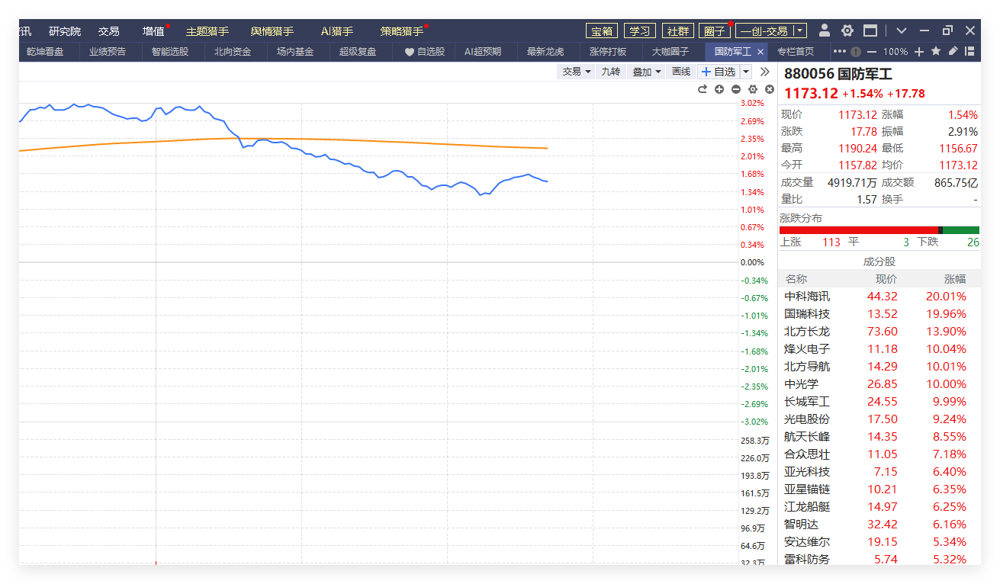 讯 研究院 交易 增值 主题猎手 舆情猎手 AI猎手 策略猎手 宝箱 学习 社群 圈子 一创-交易
乾坤看盘 业绩预告 智能选股 北向资金 场内基金 超级复盘 自选股 AI超预期 最新龙虎 涨停打板 大咖圈子 国防军工 × 专栏首页 ••• 100%
交易 九转 叠加 画线 自选
880056 国防军工
1173.12 +1.54% +17.78
现价 1173.12 涨幅 1.54%
涨跌 17.78 振幅 2.91%
最高 1190.24 最低 1156.67
今开 1157.82 均价 1173.12
成交量 4919.71万 成交额 865.75亿
量比 1.57 换手 -
涨跌分布
上涨 113 平 3 下跌 26
成分股
名称 现价 涨幅
中科海讯 44.32 20.01%
国瑞科技 13.52 19.96%
北方长龙 73.60 13.90%
烽火电子 11.18 10.04%
北方导航 14.29 10.01%
中光学 26.85 10.00%
长城军工 24.55 9.99%
光电股份 17.50 9.24%
航天长峰 14.35 8.55%
合众思壮 11.05 7.18%
亚光科技 7.15 6.40%
亚星锚链 10.21 6.35%
江龙船艇 14.97 6.25%
智明达 32.42 6.16%
安达维尔 19.15 5.34%
雷科防务 5.74 5.32%
3.02%
2.69%
2.35%
2.01%
1.68%
1.34%
1.01%
0.67%
0.34%
0.00%
-0.34%
-0.67%
-1.01%
-1.34%
-1.68%
-2.01%
-2.35%
-2.69%
-3.02%
258.3万
226.0万
193.8万
161.5万
129.2万
96.9万
64.6万
32.3万